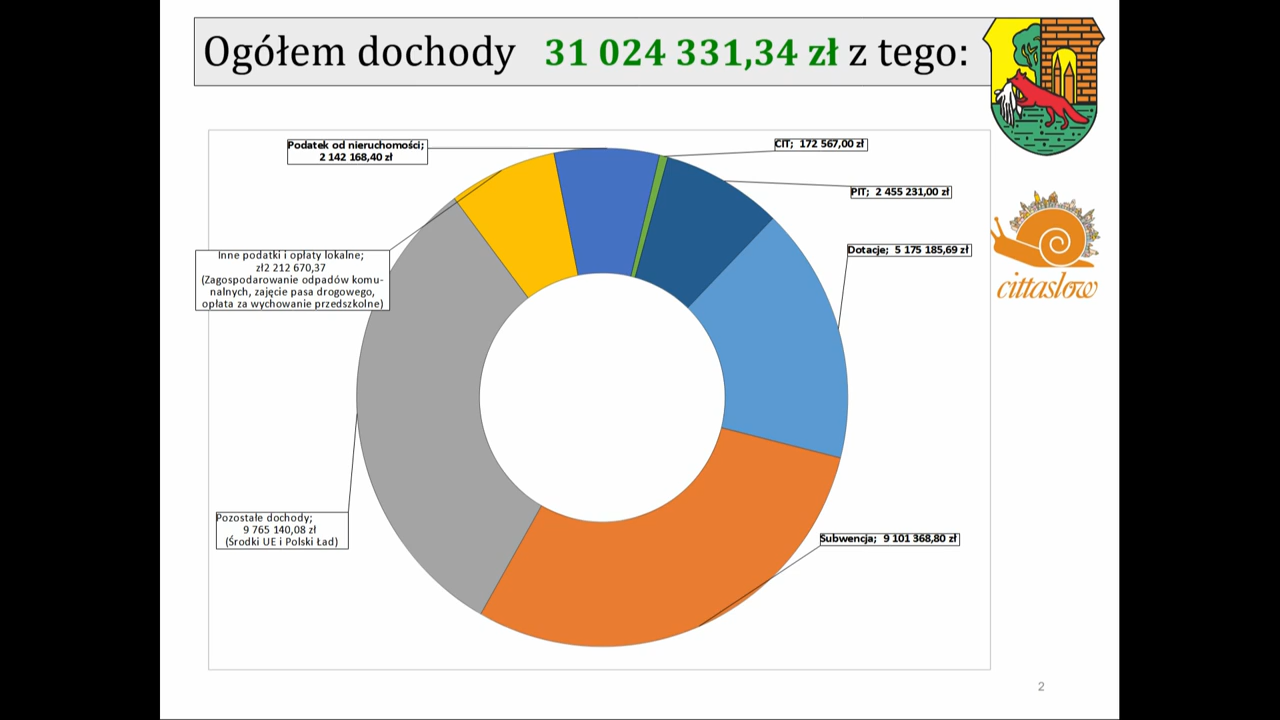 Ogółem dochody 31 024 331,34 zł z tego:
Podatek od nieruchomości;
2 142 168,40 zł
CIT; 172 567,00 zł
PIT; 2 455 231,00 zł
Dotacje; 5 175 185,69 zł
Inne podatki i opłaty lokalne;
zł2 212 670,37
(Zagospodarowanie odpadów komu-
nalnych, zajęcie pasa drogowego,
opłata za wychowanie przedszkolne)
cittaslow
Pozostałe dochody;
9 765 140,08 zł
(Środki UE i Polski Ład)
Subwencja; 9 101 368,80 zł
2